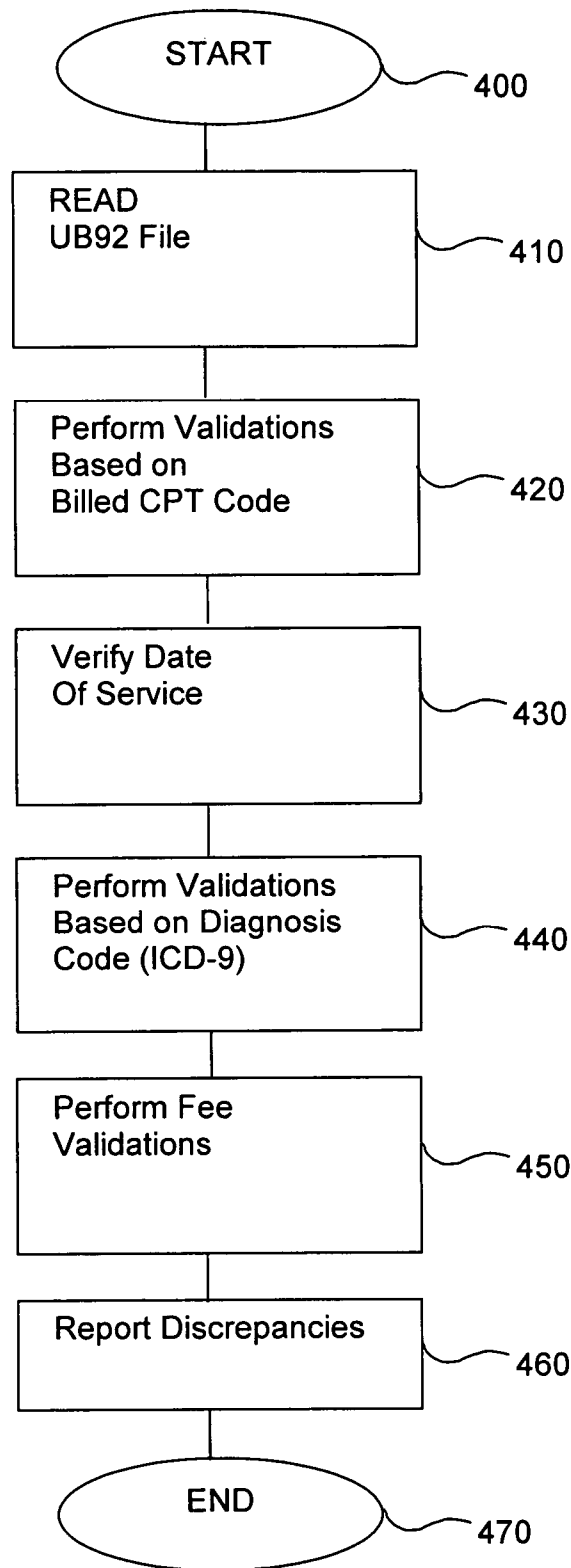 START
400
READ
UB92 File
410
Perform Validations
Based on
Billed CPT Code
420
Verify Date
Of Service
430
Perform Validations
Based on Diagnosis
Code (ICD-9)
440
Perform Fee
Validations
450
Report Discrepancies
460
END
470